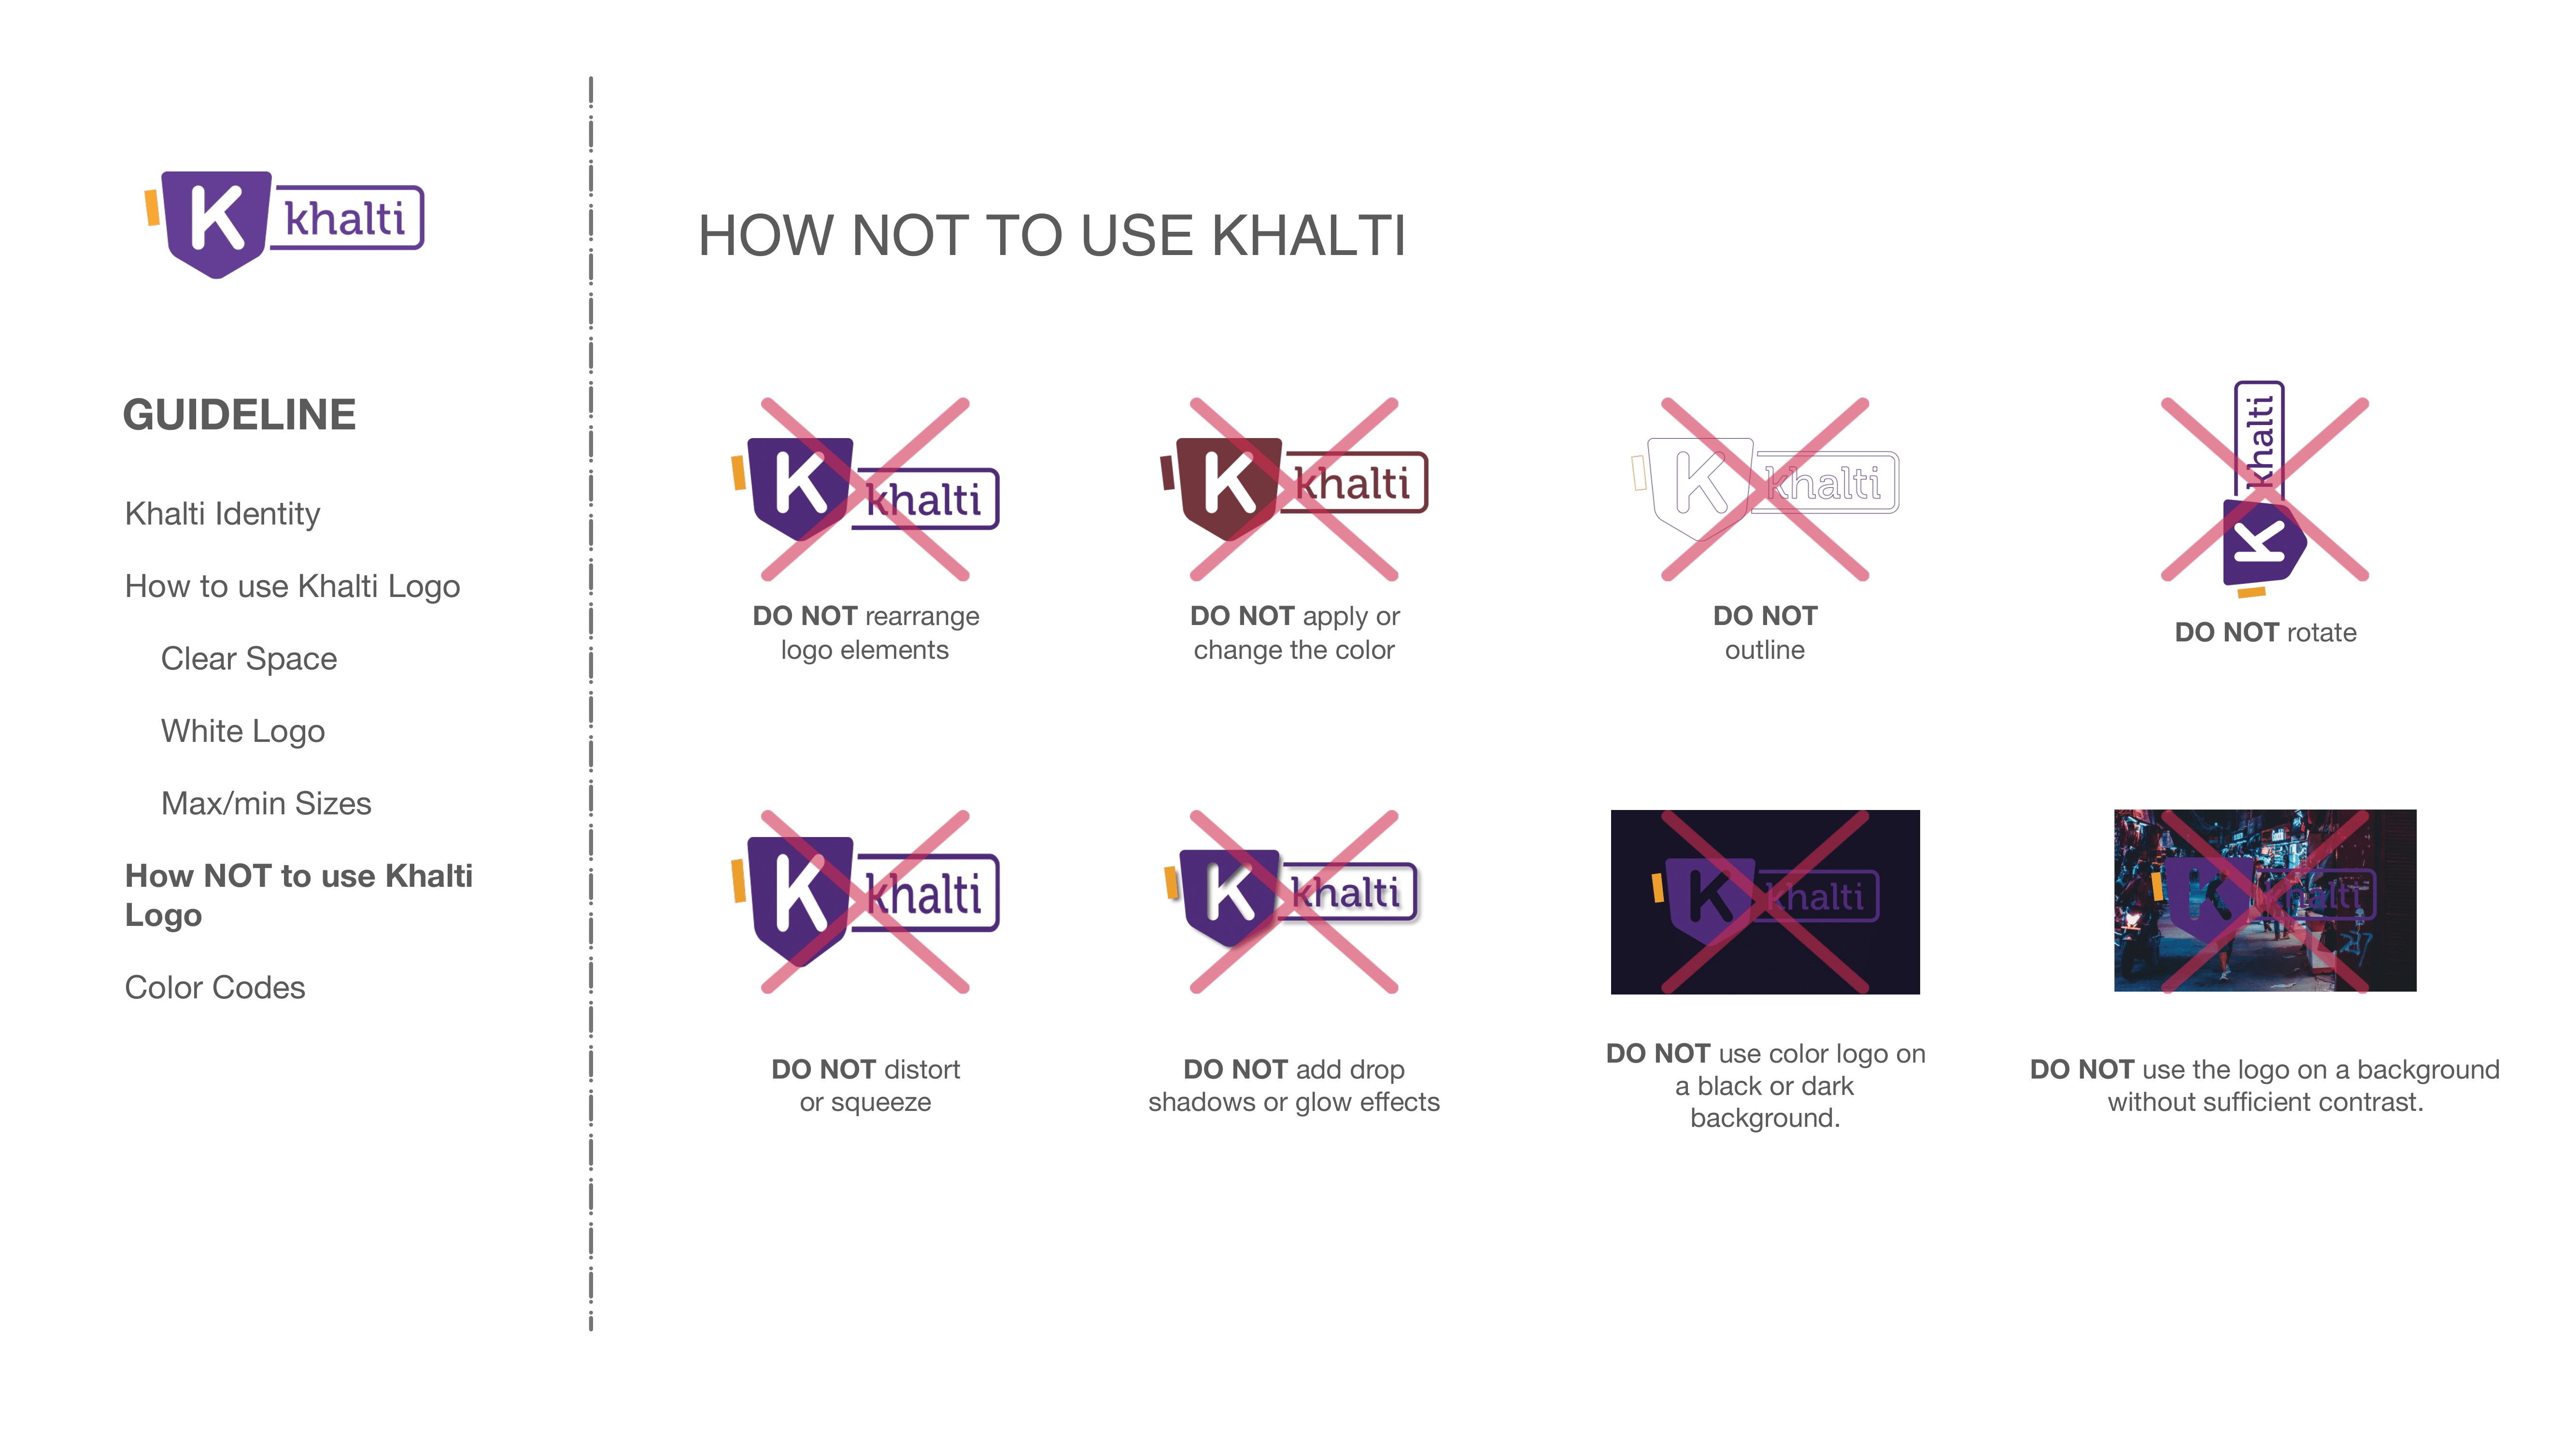 K khalti
GUIDELINE
Khalti Identity
How to use Khalti Logo
Clear Space
White Logo
Max/min Sizes
How NOT to use Khalti
Logo
Color Codes
HOW NOT TO USE KHALTI
K khalti
DO NOT rearrange
logo elements
K khalti
DO NOT apply or
change the color
K khalti
DO NOT
outline
K khalti
DO NOT rotate
K khalti
DO NOT distort
or squeeze
K khalti
DO NOT add drop
shadows or glow effects
K khalti
DO NOT use color logo on
a black or dark
background.
K khalti
DO NOT use the logo on a background
without sufficient contrast.